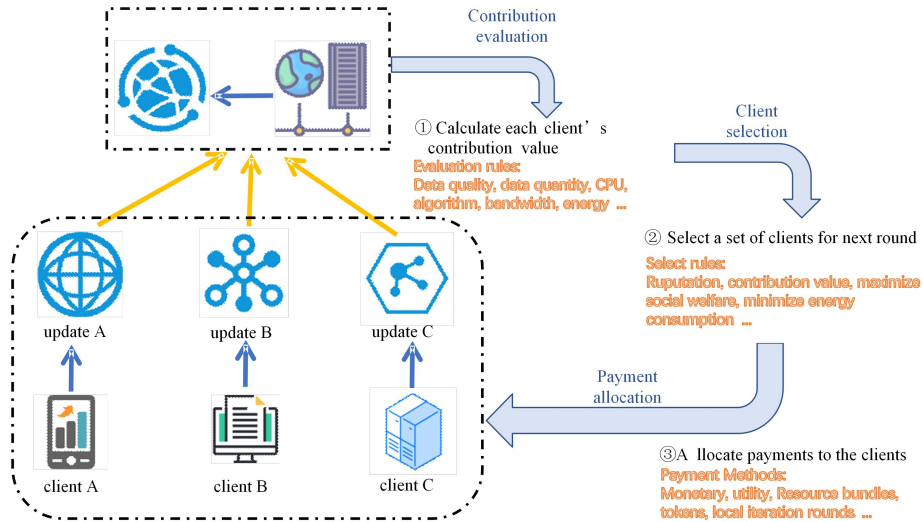 Contribution
evaluation
① Calculate each client's
contribution value
Evaluation rules:
Data quality, data quantity, CPU,
algorithm, bandwidth, energy ...
Client
selection
② Select a set of clients for next round
Select rules:
Ruputation, contribution value, maximize
social welfare, minimize energy
consumption ...
update A
update B
update C
Payment
allocation
client A
client B
client C
③A llocate payments to the clients
Payment Methods:
Monetary, utility, Resource bundles,
tokens, local iteration rounds ...